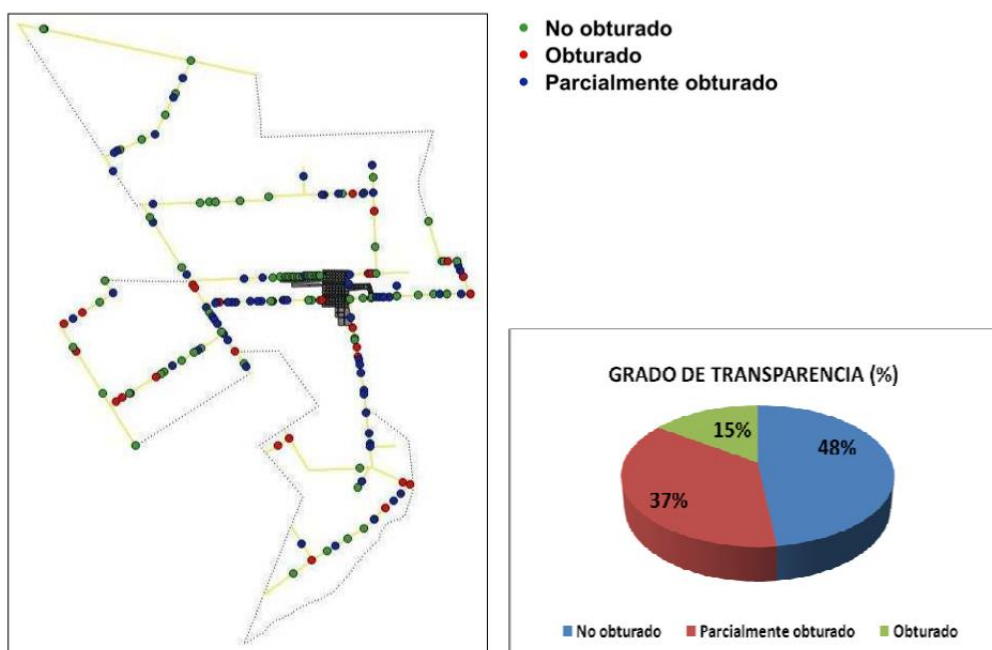 No obturado
Obturado
Parcialmente obturado
GRADO DE TRANSPARENCIA (%)
15%
48%
37%
No obturado Parcialmente obturado Obturado